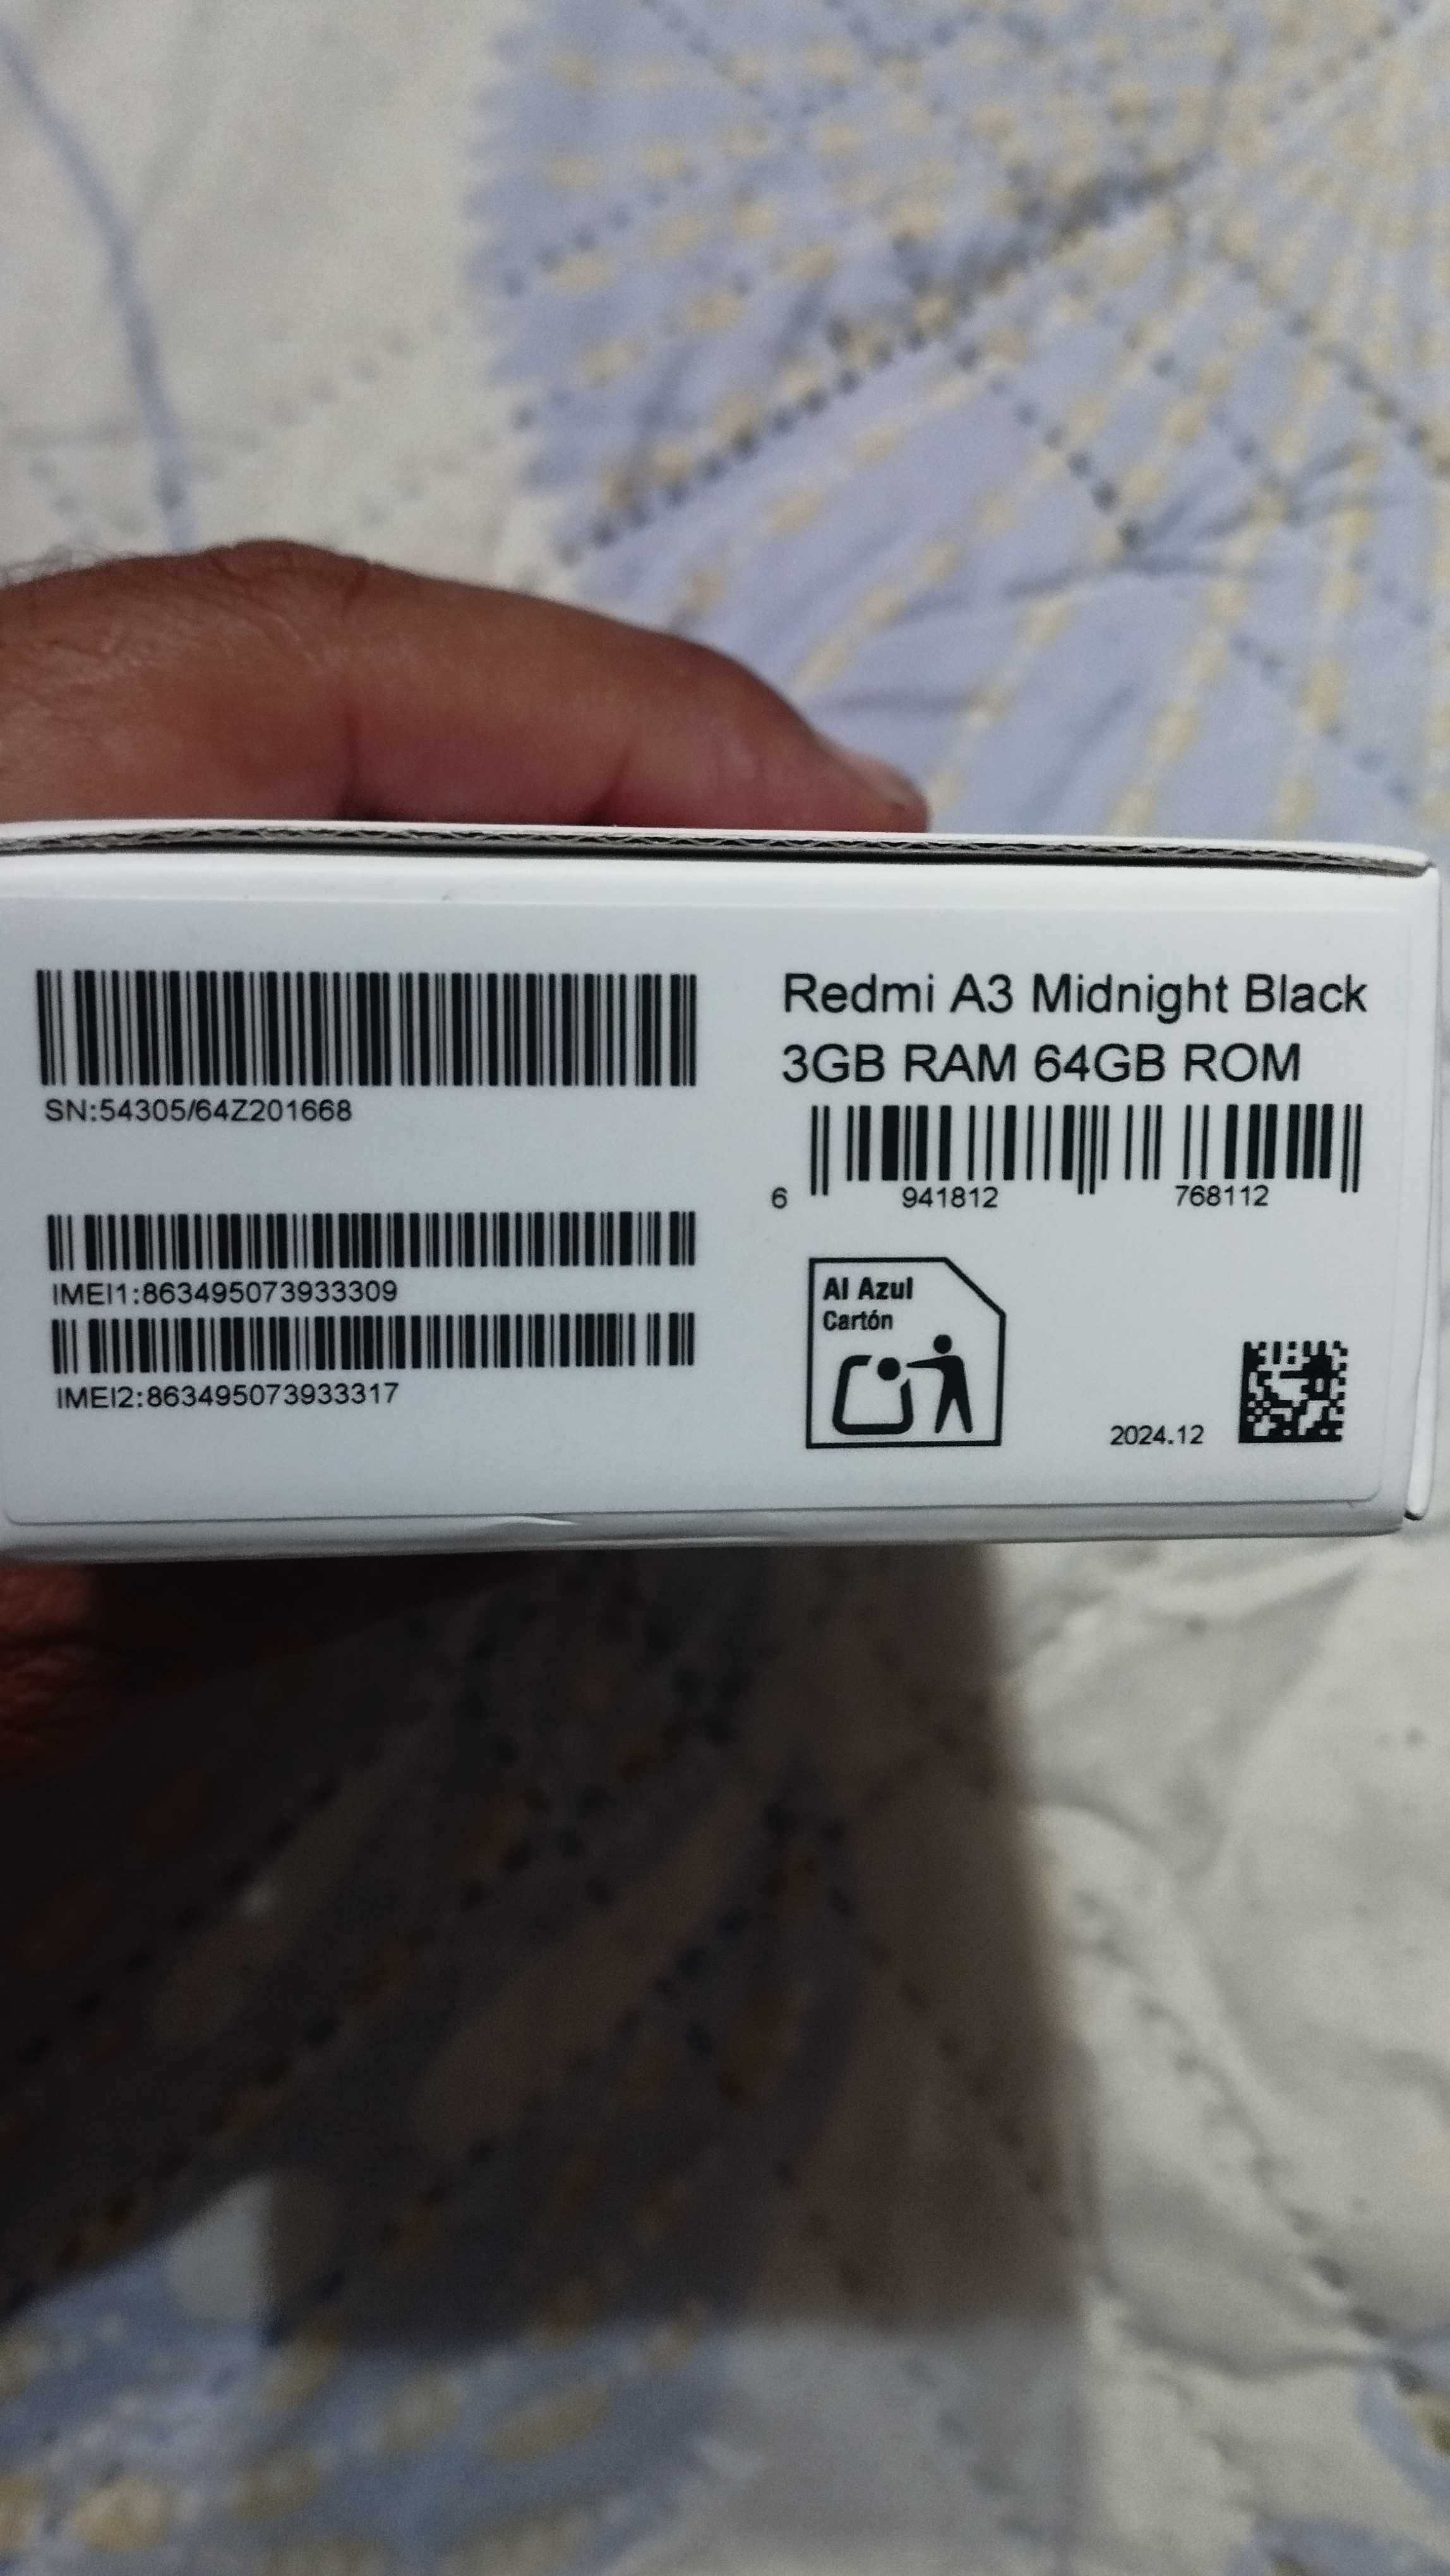 SN:54305/64Z201668
IMEI1:863495073933309
IMEI2:863495073933317
Redmi A3 Midnight Black
3GB RAM 64GB ROM
6 941812 768112
Al Azul
Cartón
2024.12